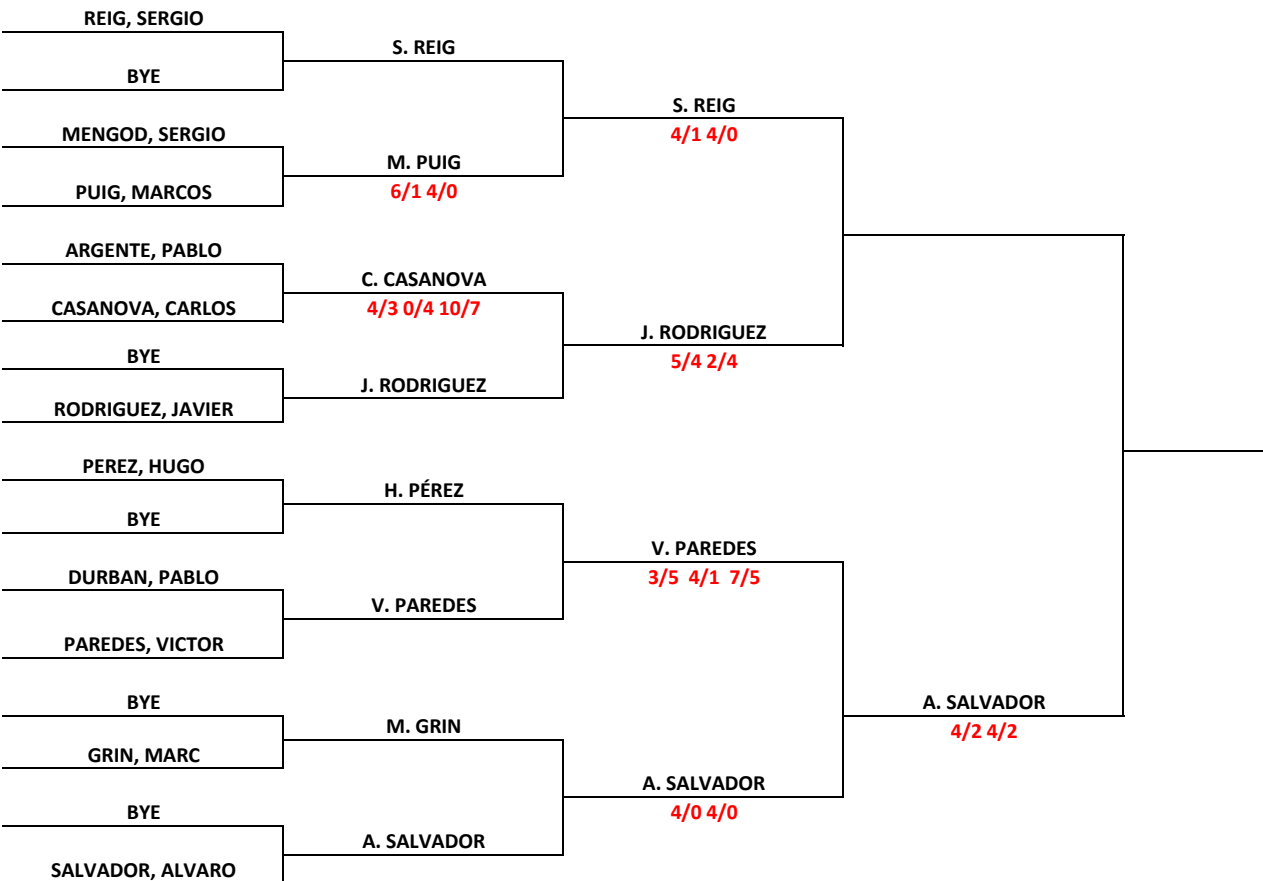 REIG, SERGIO
BYE
MENGOD, SERGIO
PUIG, MARCOS
ARGENTE, PABLO
CASANOVA, CARLOS
BYE
RODRIGUEZ, JAVIER
PEREZ, HUGO
BYE
DURBAN, PABLO
PAREDES, VICTOR
BYE
GRIN, MARC
BYE
SALVADOR, ALVARO
S. REIG
M. PUIG
6/1 4/0
C. CASANOVA
4/3 0/4 10/7
J. RODRIGUEZ
H. PÉREZ
V. PAREDES
M. GRIN
A. SALVADOR
S. REIG
4/1 4/0
J. RODRIGUEZ
5/4 2/4
V. PAREDES
3/5 4/1 7/5
A. SALVADOR
4/0 4/0
A. SALVADOR
4/2 4/2